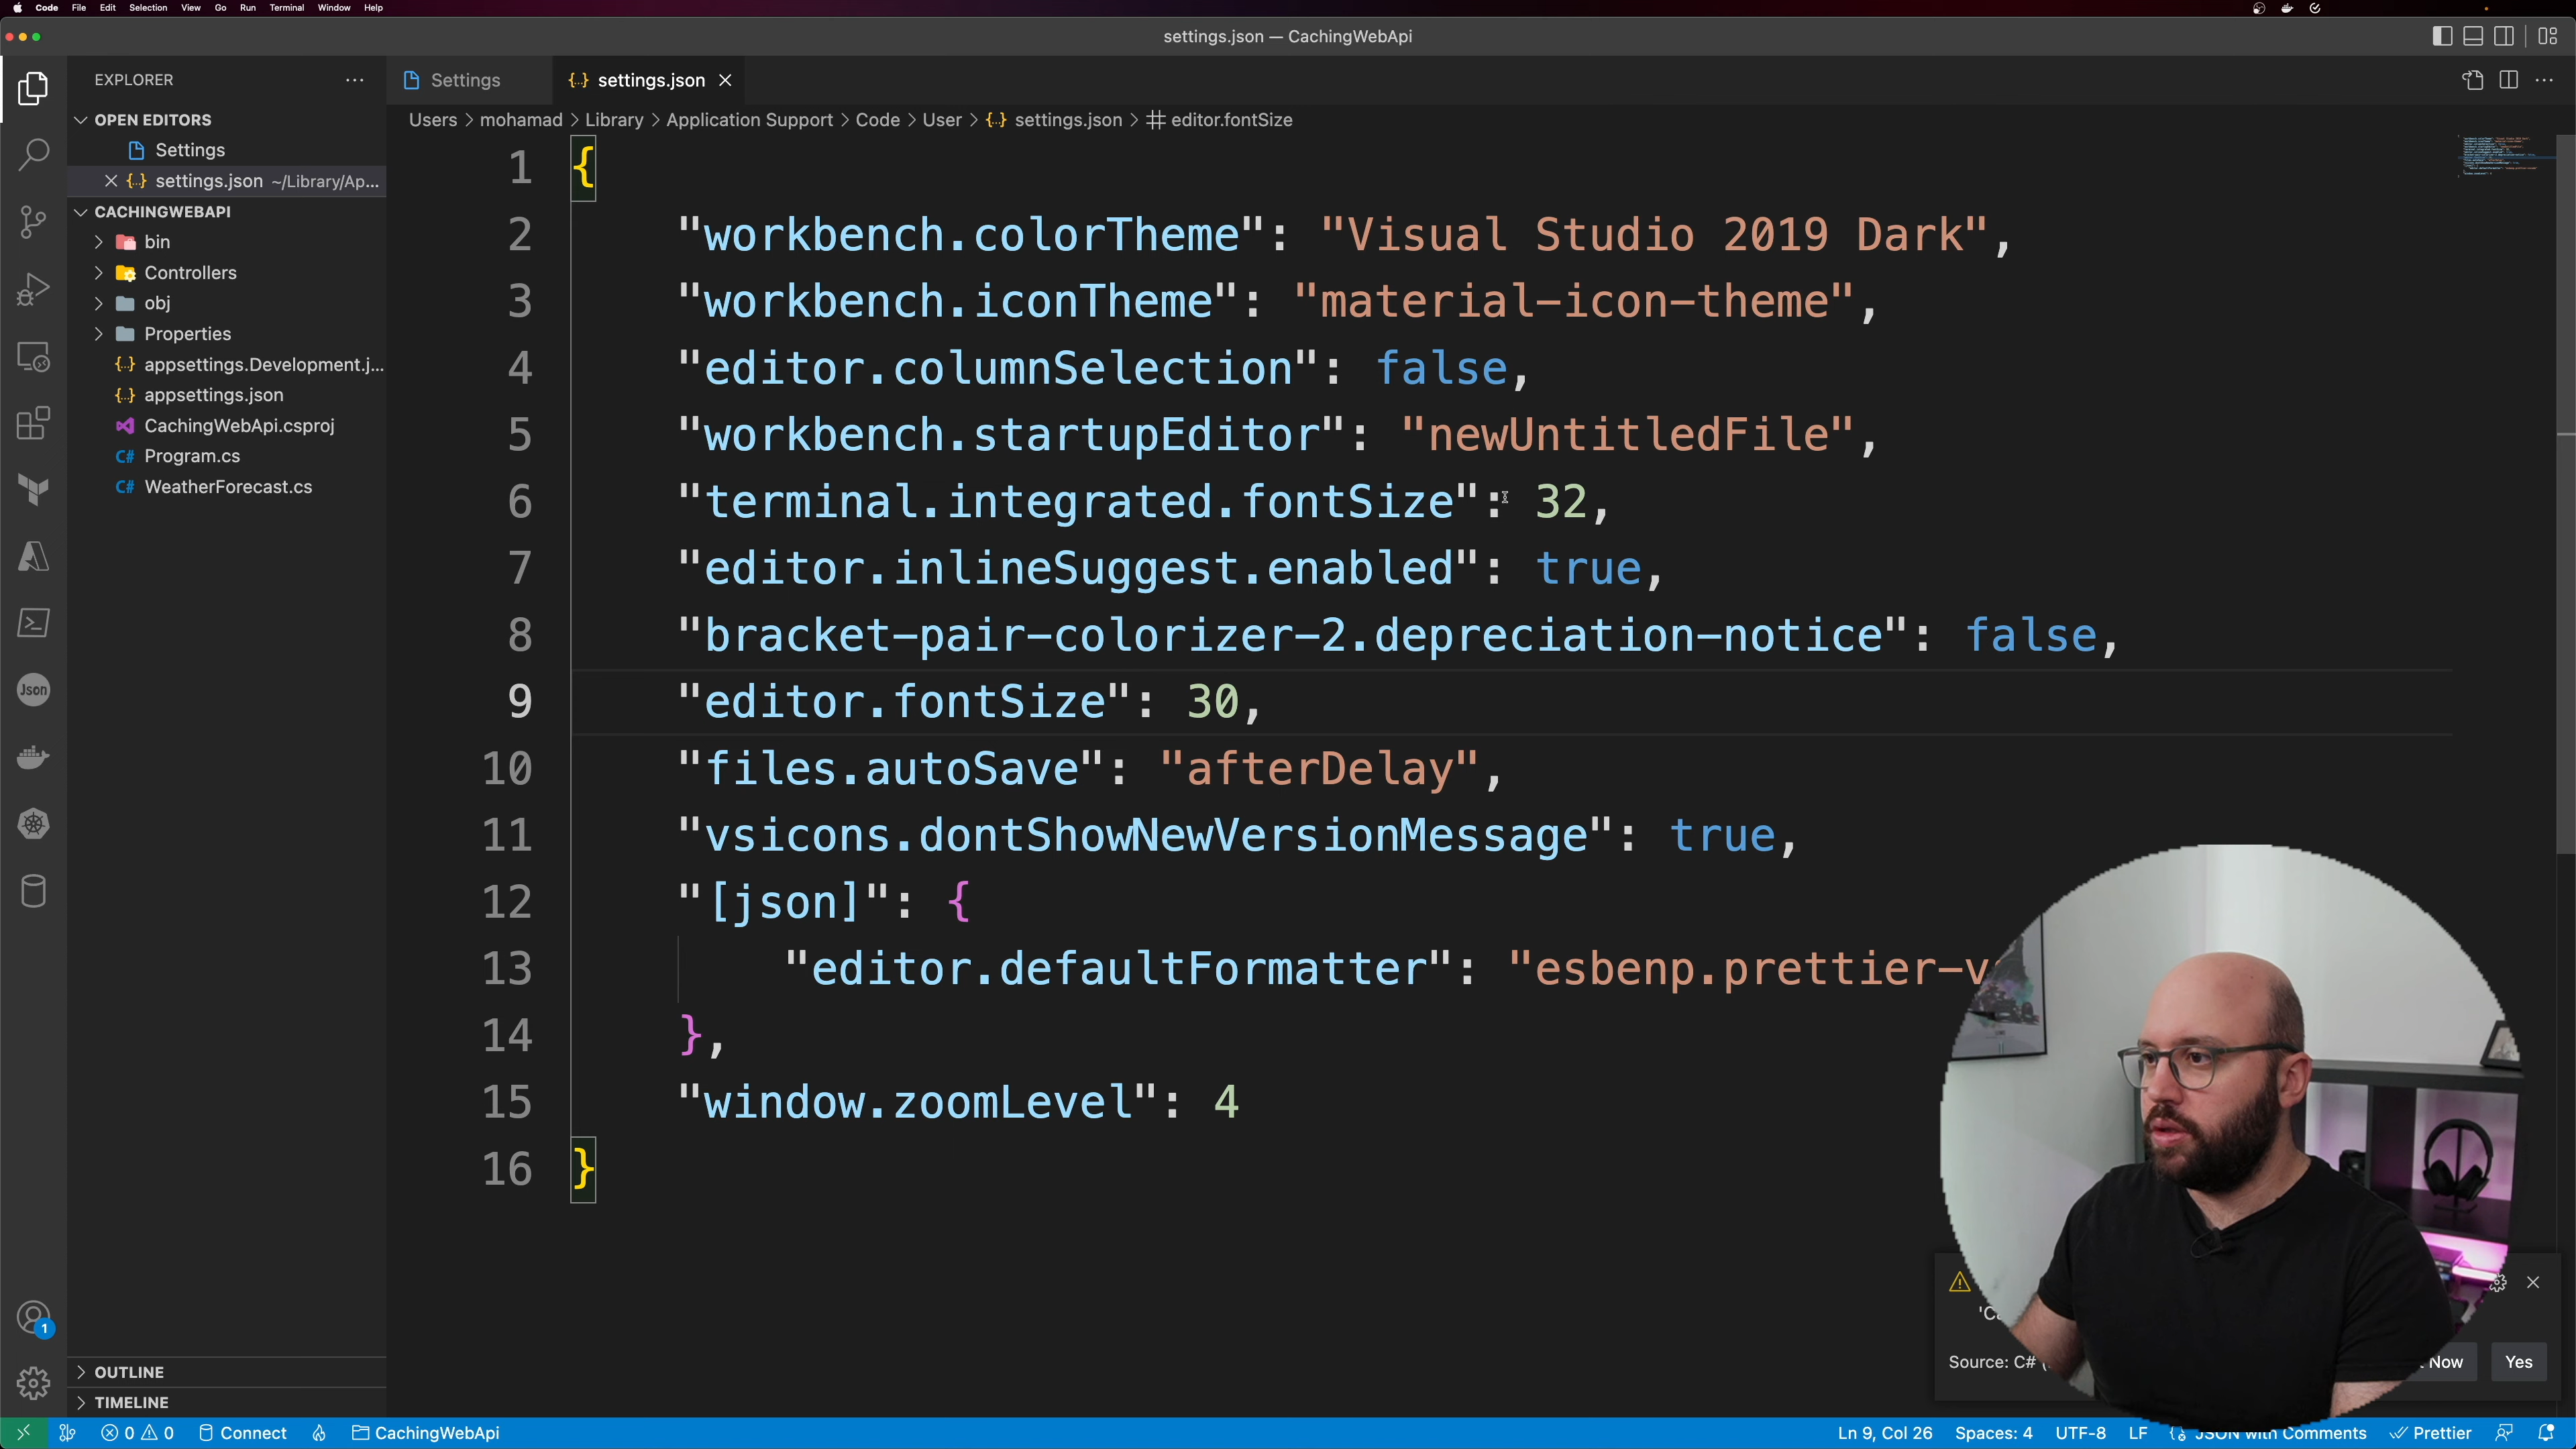 Code File Edit Selection View Go Run Terminal Window Help
settings.json — CachingWebApi
EXPLORER
OPEN EDITORS
Settings
settings.json ~/Library/Ap...
CACHINGWEBAPI
bin
Controllers
obj
Properties
appsettings.Development.j...
appsettings.json
CachingWebApi.csproj
C# Program.cs
C# WeatherForecast.cs
OUTLINE
TIMELINE
Json
1
Settings
{..} settings.json
Users > mohamad > Library > Application Support > Code > User > {..} settings.json > editor.fontSize
1 {
2 "workbench.colorTheme": "Visual Studio 2019 Dark",
3 "workbench.iconTheme": "material-icon-theme",
4 "editor.columnSelection": false,
5 "workbench.startupEditor": "newUntitledFile",
6 "terminal.integrated.fontSize": 32,
7 "editor.inlineSuggest.enabled": true,
8 "bracket-pair-colorizer-2.depreciation-notice": false,
9 "editor.fontSize": 30,
10 "files.autoSave": "afterDelay",
11 "vsicons.dontShowNewVersionMessage": true,
12 "[json]": {
13 "editor.defaultFormatter": "esbenp.prettier-v
14 },
15 "window.zoomLevel": 4
16 }
Source: C# (
Now
Yes
0 0 Connect CachingWebApi
Ln 9, Col 26 Spaces: 4 UTF-8 LF JSON with Comments Prettier